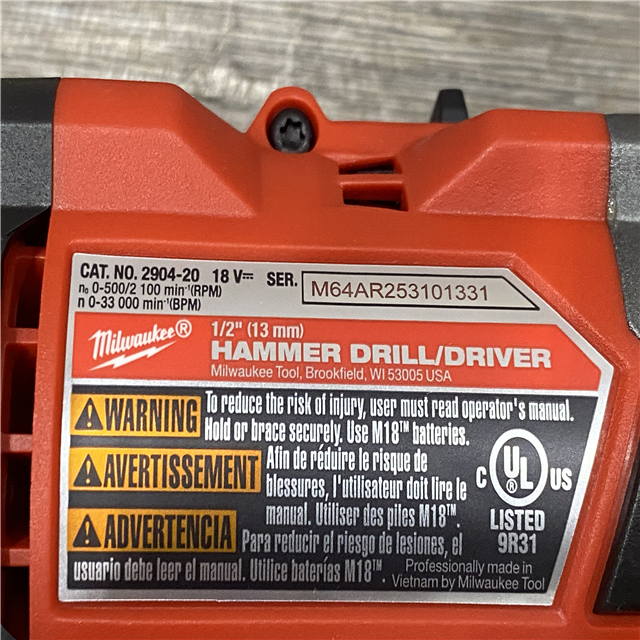 CAT. NO. 2904-20 18 V⎓ SER. M64AR253101331
n₀ 0-500/2 100 min⁻¹(RPM)
n 0-33 000 min⁻¹(BPM)
Milwaukee®
1/2" (13 mm)
HAMMER DRILL/DRIVER
Milwaukee Tool, Brookfield, WI 53005 USA
WARNING To reduce the risk of injury, user must read operator's manual.
Hold or brace securely. Use M18™ batteries.
AVERTISSEMENT Afin de réduire le risque de
blessures, l'utilisateur doit lire le
manual. Utiliser des piles M18™.
ADVERTENCIA Para reducir el riesgo de lesiones, el
usuario debe leer el manual. Utilice baterías M18™.
C UL® US
LISTED
9R31
Professionally made in
Vietnam by Milwaukee Tool